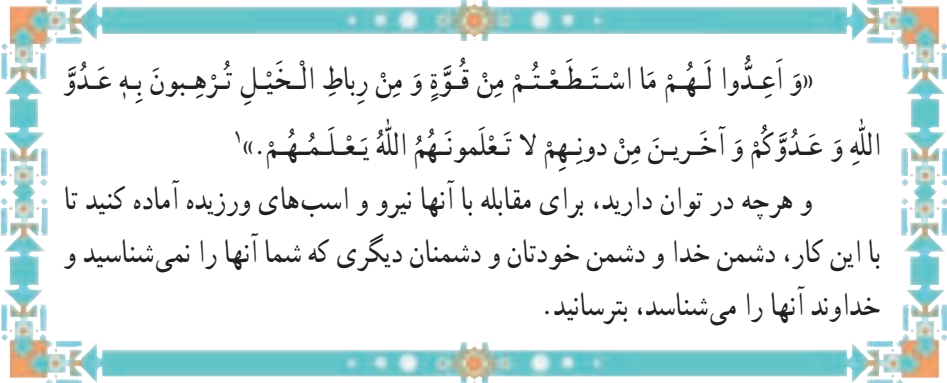 «وَ اَعِدُّوا لَهُمْ مَا اسْتَطَعْتُمْ مِنْ قُوَّةٍ وَ مِنْ رِباطِ الْخَيْلِ تُرْهِبونَ بِهٖ عَدُوَّ
اللّٰهِ وَ عَدُوَّكُمْ وَ آخَرينَ مِنْ دونِهِمْ لا تَعْلَمونَهُمُ اللّٰهُ يَعْلَمُهُمْ.»۱
و هرچه در توان دارید، برای مقابله با آنها نیرو و اسب‌های ورزیده آماده کنید تا
با این کار، دشمن خدا و دشمن خودتان و دشمنان دیگری که شما آنها را نمی‌شناسید و
خداوند آنها را می‌شناسد، بترسانید.